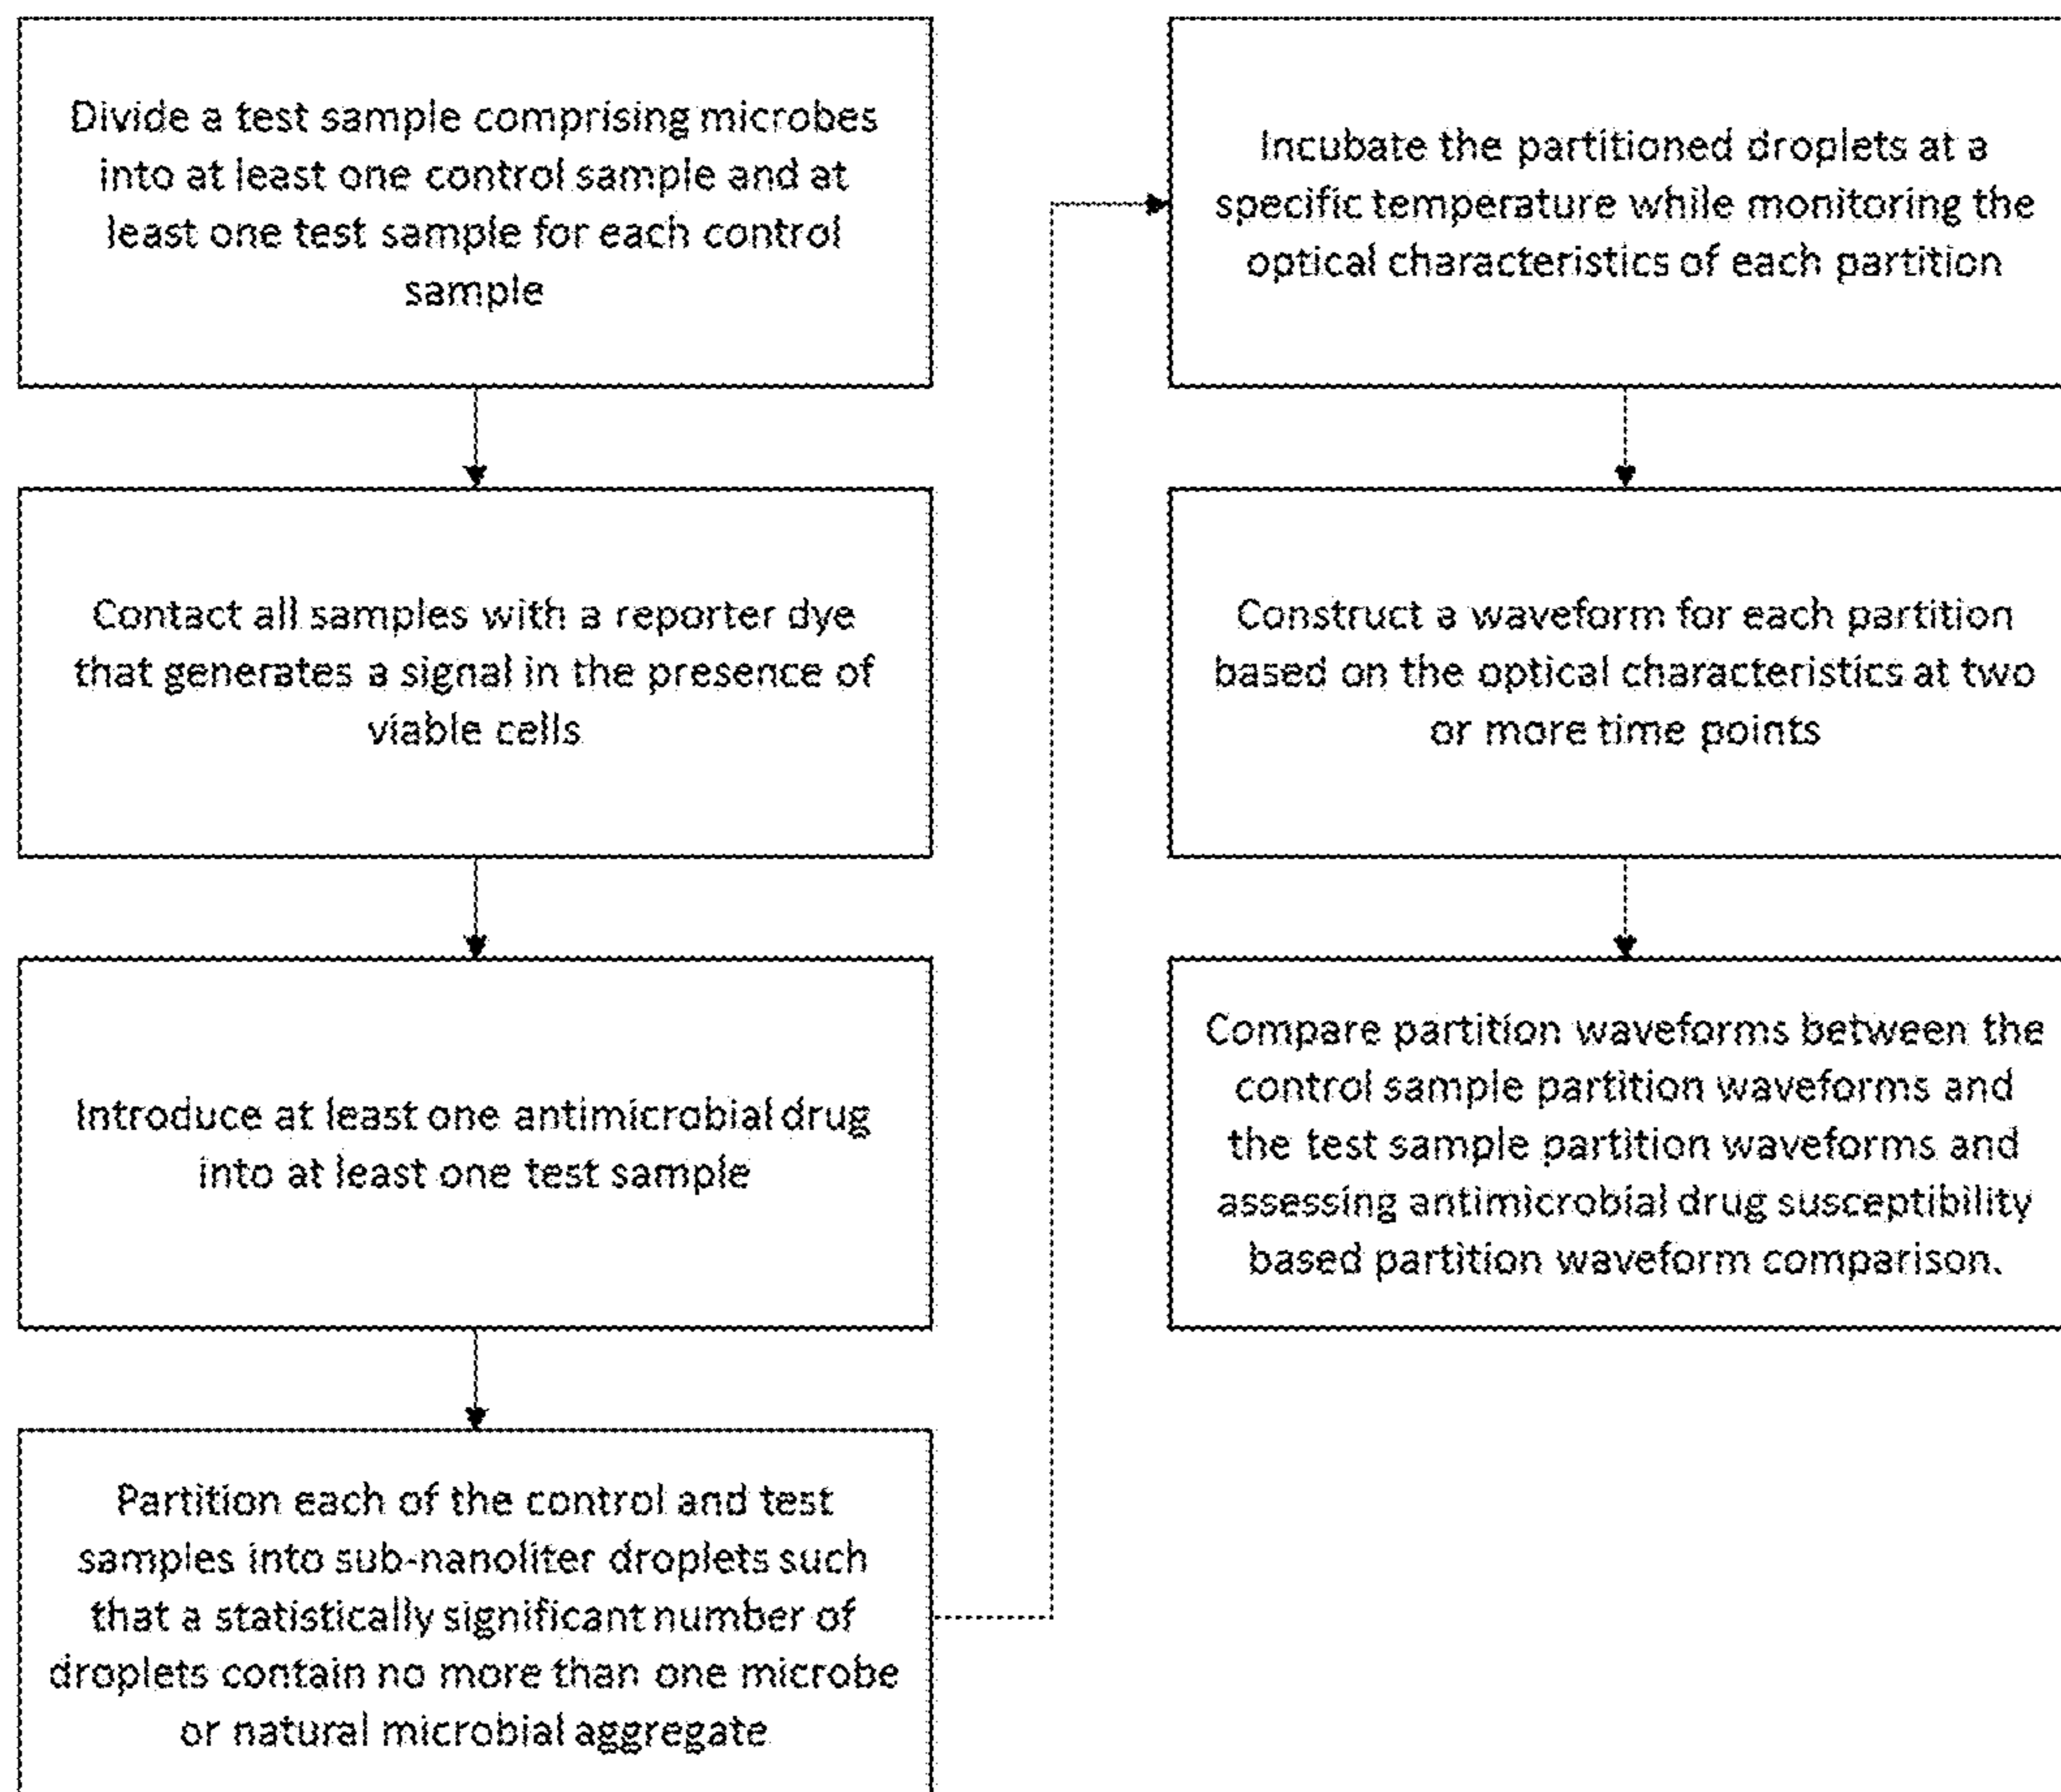 Divide a test sample comprising microbes
into at least one control sample and at
least one test sample for each control
sample
Contact all samples with a reporter dye
that generates a signal in the presence of
viable cells
Introduce at least one antimicrobial drug
into at least one test sample
Partition each of the control and test
samples into sub-nanoliter droplets such
that a statistically significant number of
droplets contain no more than one microbe
or natural microbial aggregate
Incubate the partitioned droplets at a
specific temperature while monitoring the
optical characteristics of each partition
Construct a waveform for each partition
based on the optical characteristics at two
or more time points
Compare partition waveforms between the
control sample partition waveforms and
the test sample partition waveforms and
assessing antimicrobial drug susceptibility
based partition waveform comparison.